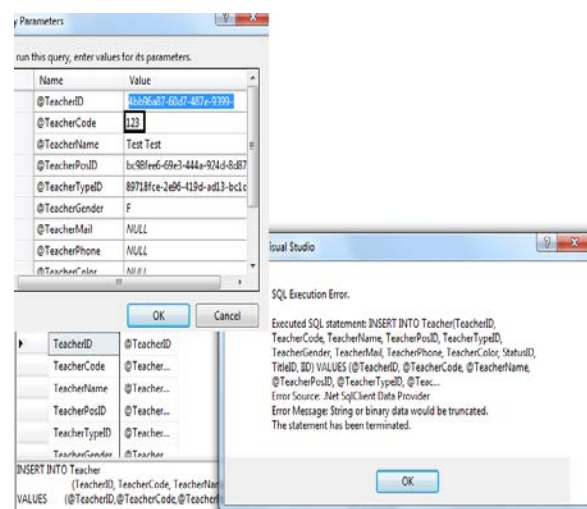 y Parameters
run this query, enter values for its parameters.
Name Value
@TeacherID 4bb96a87-60d7-487e-9399-
@TeacherCode 123
@TeacherName Test Test
@TeacherPosID bc98fee6-69e3-444a-924d-8d87
@TeacherTypeID 89718fce-2e96-419d-ad13-bc1c
@TeacherGender F
@TeacherMail NULL
@TeacherPhone NULL
@TeacherColor NULL
OK Cancel
TeacherID @TeacherID
TeacherCode @Teacher...
TeacherName @Teacher...
TeacherPosID @Teacher...
TeacherTypeID @Teacher...
TeacherGender @Teacher
INSERT INTO Teacher
(TeacherID, TeacherCode, TeacherNam
VALUES (@TeacherID,@TeacherCode,@Teacher
isual Studio
SQL Execution Error.
Executed SQL statement: INSERT INTO Teacher(TeacherID,
TeacherCode, TeacherName, TeacherPosID, TeacherTypeID,
TeacherGender, TeacherMail, TeacherPhone, TeacherColor, StatusID,
TitleID, IID) VALUES (@TeacherID, @TeacherCode, @TeacherName,
@TeacherPosID, @TeacherTypeID, @Teac...
Error Source: .Net SqlClient Data Provider
Error Message: String or binary data would be truncated.
The statement has been terminated.
OK